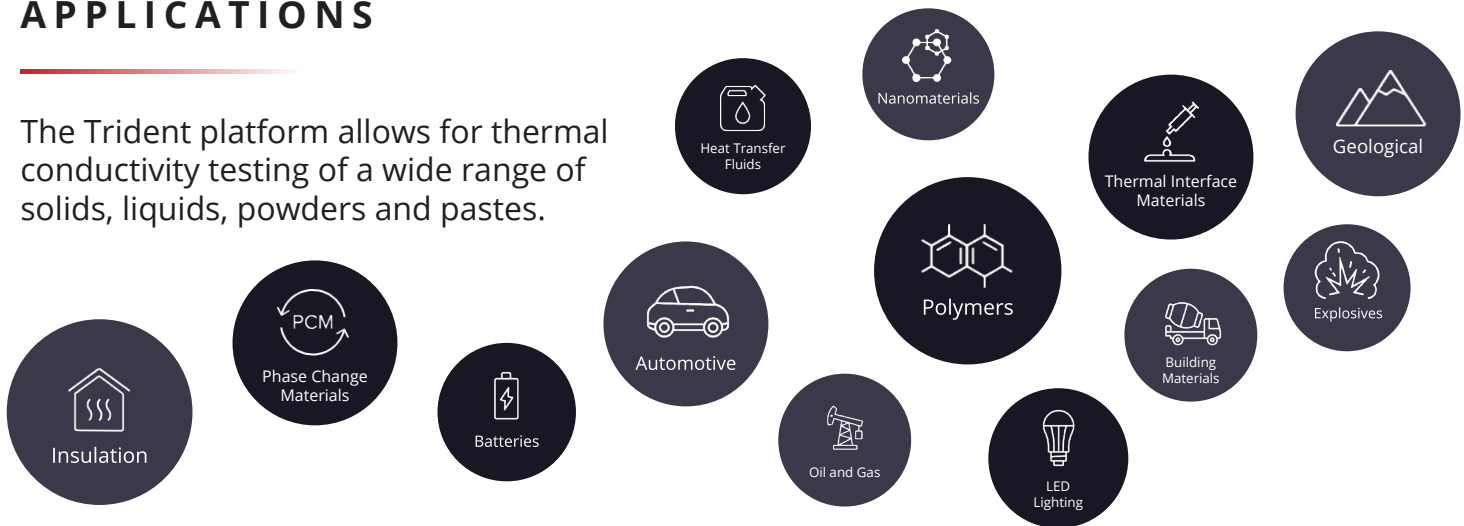 APPLICATIONS
The Trident platform allows for thermal
conductivity testing of a wide range of
solids, liquids, powders and pastes.
Heat Transfer
Fluids
Nanomaterials
Thermal Interface
Materials
Geological
Insulation
PCM
Phase Change
Materials
Batteries
Automotive
Polymers
Building
Materials
Explosives
Oil and Gas
LED
Lighting